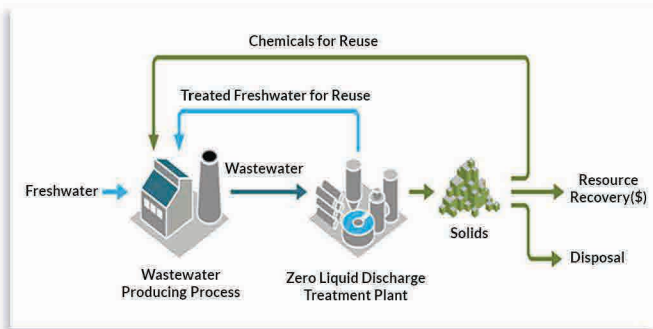 Chemicals for Reuse
Treated Freshwater for Reuse
Freshwater
Wastewater
Resource
Recovery($)
Solids
Disposal
Wastewater
Producing Process
Zero Liquid Discharge
Treatment Plant